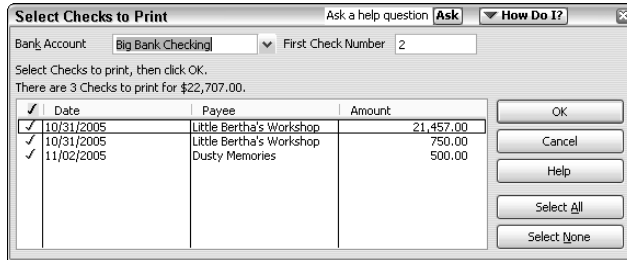 Select Checks to Print Ask a help question Ask How Do I?
Bank Account Big Bank Checking First Check Number 2
Select Checks to print, then click OK.
There are 3 Checks to print for $22,707.00.
✓ Date Payee Amount
✓ 10/31/2005 Little Bertha's Workshop 21,457.00
✓ 10/31/2005 Little Bertha's Workshop 750.00
✓ 11/02/2005 Dusty Memories 500.00
OK
Cancel
Help
Select All
Select None